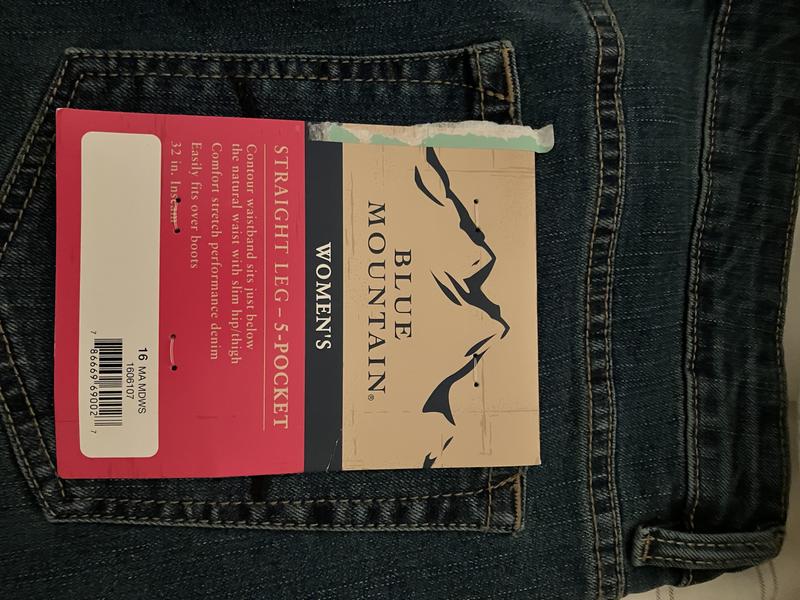 BLUE
MOUNTAIN®
WOMEN'S
STRAIGHT LEG – 5-POCKET
Contour waistband sits just below
the natural waist with slim hip/thigh
Comfort stretch performance denim
Easily fits over boots
32 in. Inseam
16 MA MDWS
1606107
7 86669 69002 7